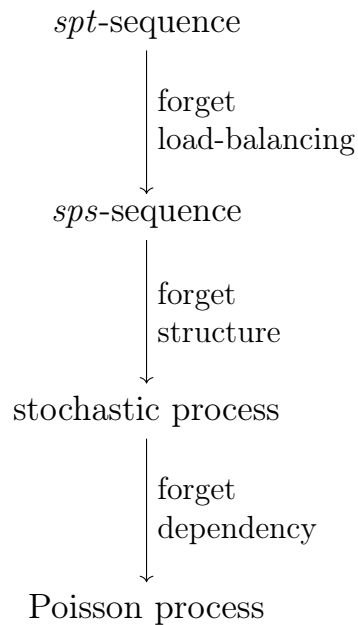 spt-sequence
forget
load-balancing
sps-sequence
forget
structure
stochastic process
forget
dependency
Poisson process